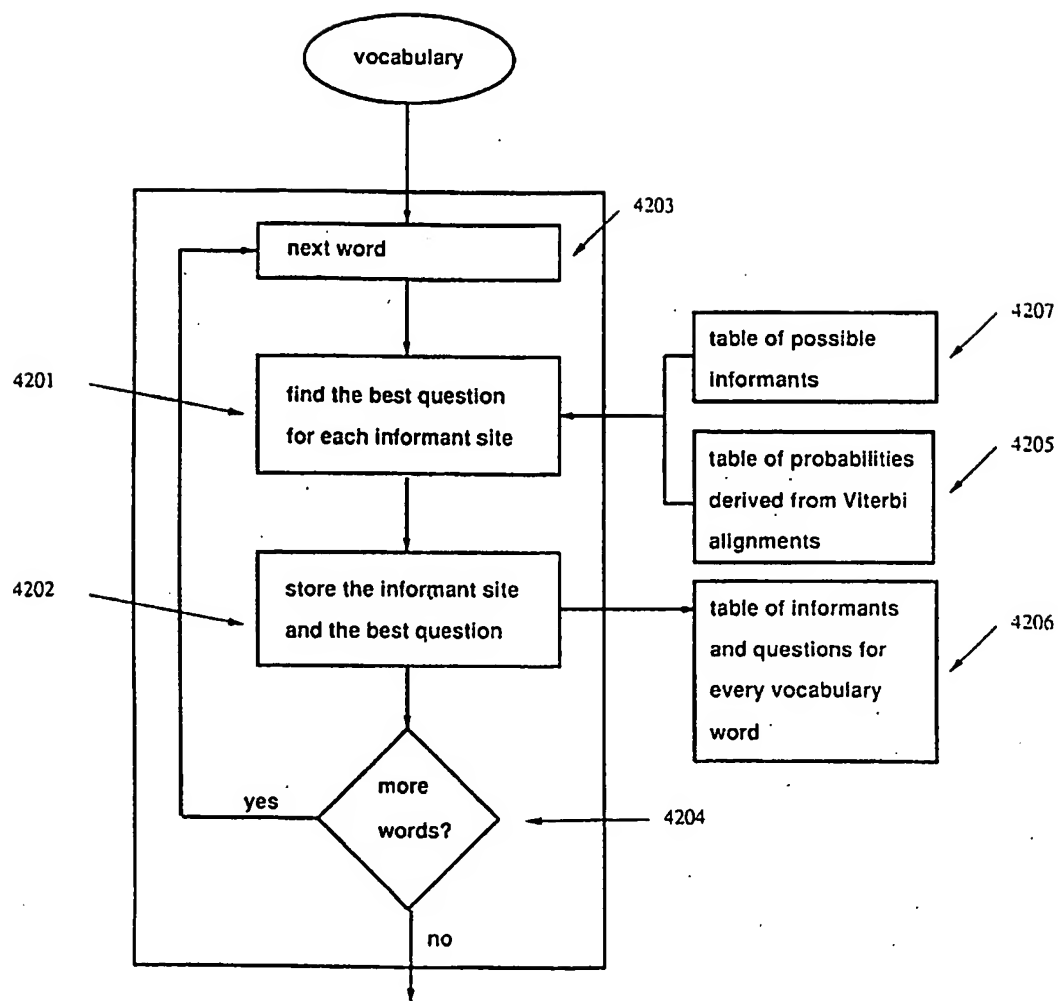 vocabulary
4203
next word
4207
table of possible
informants
4201
find the best question
for each informant site
4205
table of probabilities
derived from Viterbi
alignments
4202
store the informant site
and the best question
4206
table of informants
and questions for
every vocabulary
word
more
words?
yes
4204
no